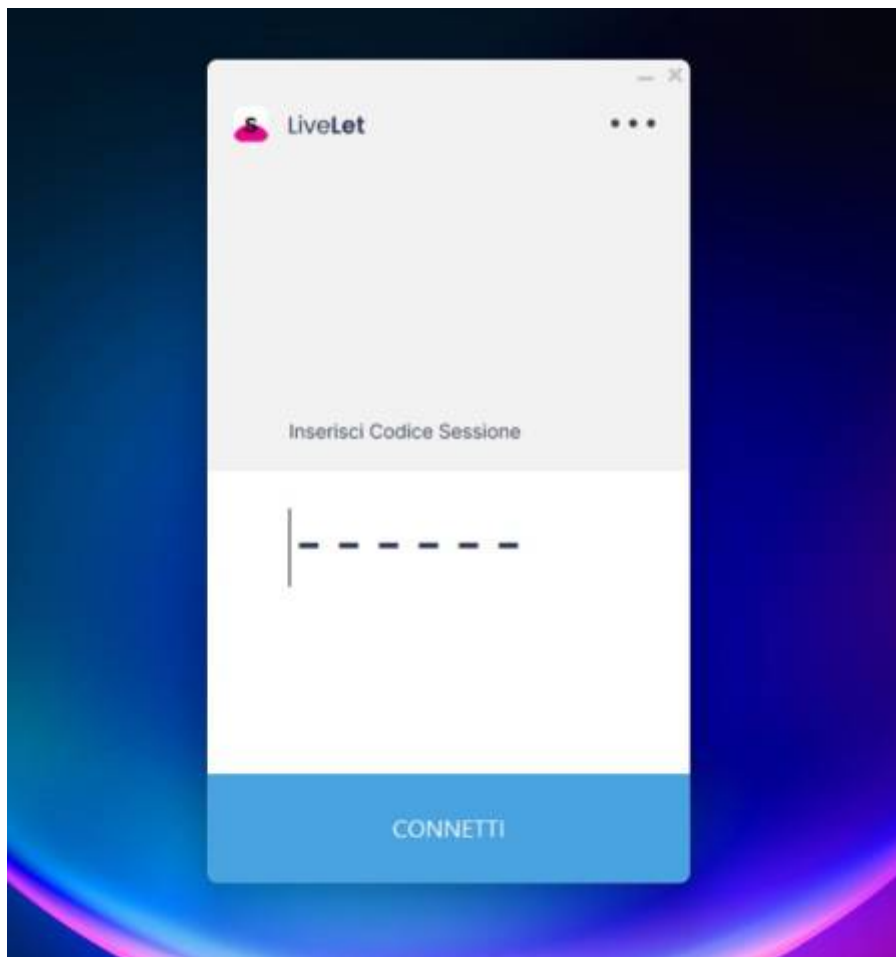 S
LiveLet
Inserisci Codice Sessione
- - - - - -
CONNETTI